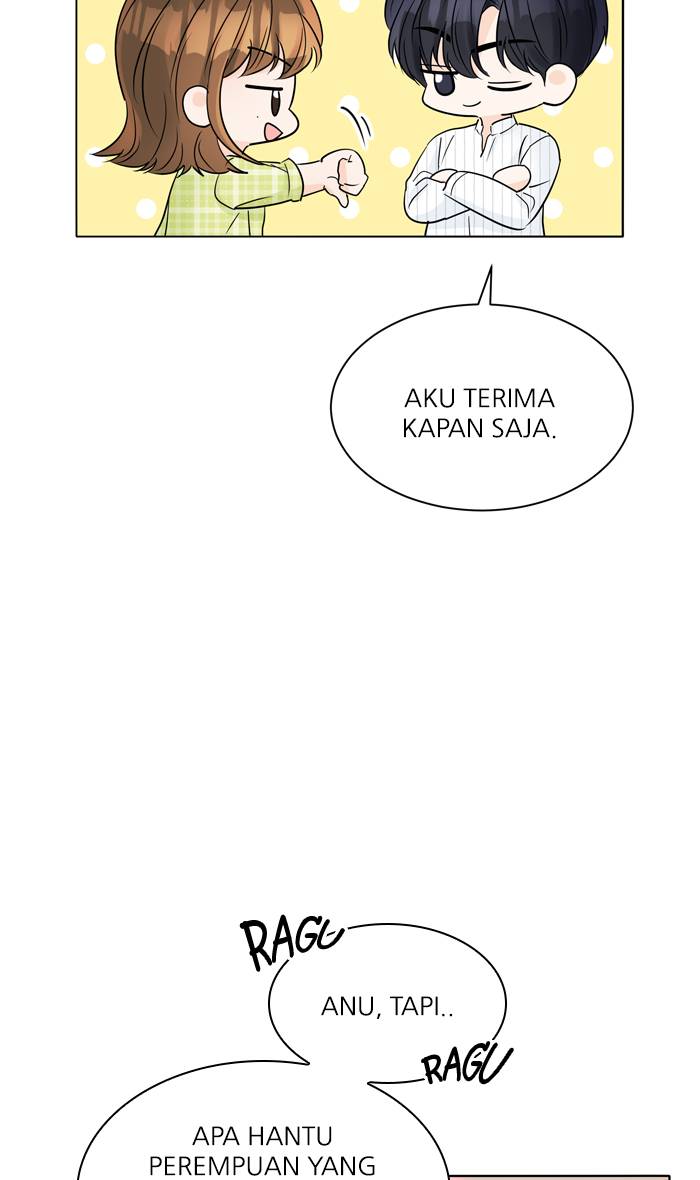 AKU TERIMA
KAPAN SAJA.
RAGU
ANU, TAPI..
RAGU
APA HANTU
PEREMPUAN YANG